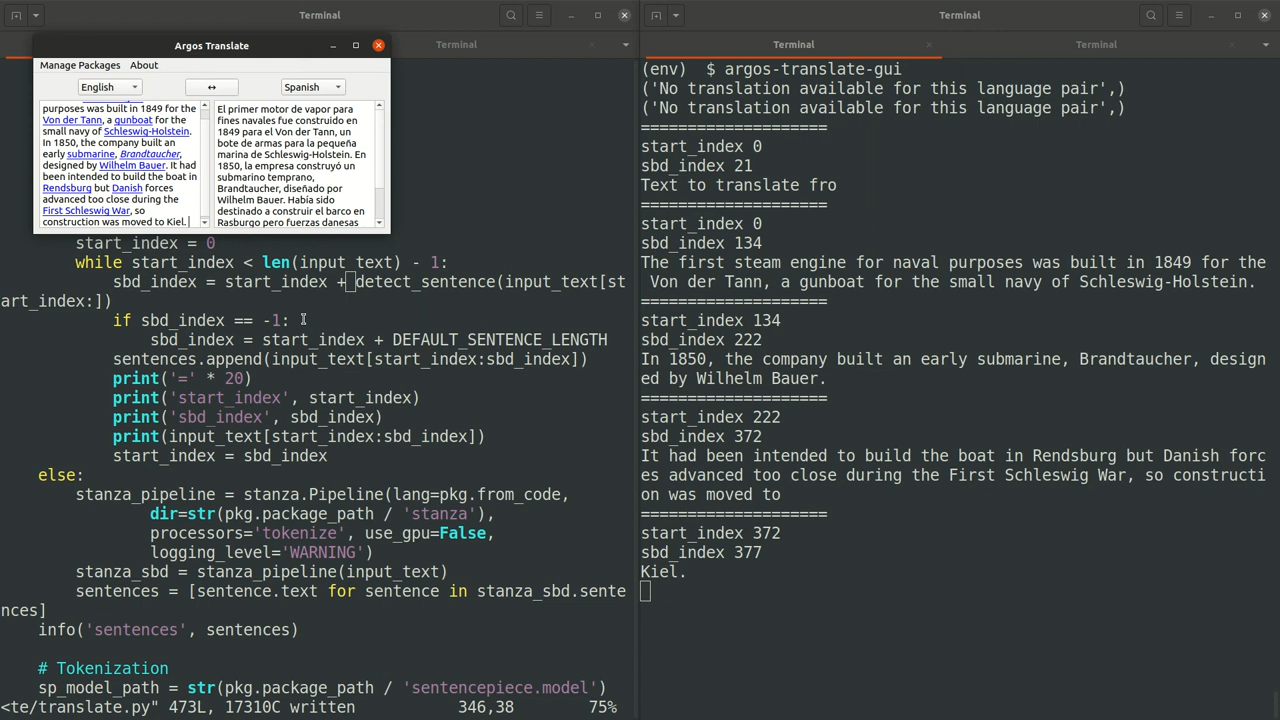 Terminal
Terminal
Argos Translate
Terminal
Terminal
Terminal
Manage Packages About
English
↔
Spanish
purposes was built in 1849 for the
Von der Tann, a gunboat for the
small navy of Schleswig-Holstein.
In 1850, the company built an
early submarine, Brandtaucher,
designed by Wilhelm Bauer. It had
been intended to build the boat in
Rendsburg but Danish forces
advanced too close during the
First Schleswig War, so
construction was moved to Kiel.
El primer motor de vapor para
fines navales fue construido en
1849 para el Von der Tann, un
bote de armas para la pequeña
marina de Schleswig-Holstein. En
1850, la empresa construyó un
submarino temprano,
Brandtaucher, diseñado por
Wilhelm Bauer. Había sido
destinado a construir el barco en
Rasburgo pero fuerzas danesas
start_index = 0
while start_index < len(input_text) - 1:
sbd_index = start_index + detect_sentence(input_text[st
art_index:])
if sbd_index == -1:
sbd_index = start_index + DEFAULT_SENTENCE_LENGTH
sentences.append(input_text[start_index:sbd_index])
print('=' * 20)
print('start_index', start_index)
print('sbd_index', sbd_index)
print(input_text[start_index:sbd_index])
start_index = sbd_index
else:
stanza_pipeline = stanza.Pipeline(lang=pkg.from_code,
dir=str(pkg.package_path / 'stanza'),
processors='tokenize', use_gpu=False,
logging_level='WARNING')
stanza_sbd = stanza_pipeline(input_text)
sentences = [sentence.text for sentence in stanza_sbd.sente
nces]
info('sentences', sentences)
# Tokenization
sp_model_path = str(pkg.package_path / 'sentencepiece.model')
<te/translate.py" 473L, 17310C written 346,38 75%
(env) $ argos-translate-gui
('No translation available for this language pair',)
('No translation available for this language pair',)
====================
start_index 0
sbd_index 21
Text to translate fro
====================
start_index 0
sbd_index 134
The first steam engine for naval purposes was built in 1849 for the
Von der Tann, a gunboat for the small navy of Schleswig-Holstein.
====================
start_index 134
sbd_index 222
In 1850, the company built an early submarine, Brandtaucher, design
ed by Wilhelm Bauer.
====================
start_index 222
sbd_index 372
It had been intended to build the boat in Rendsburg but Danish forc
es advanced too close during the First Schleswig War, so constructi
on was moved to
====================
start_index 372
sbd_index 377
Kiel.